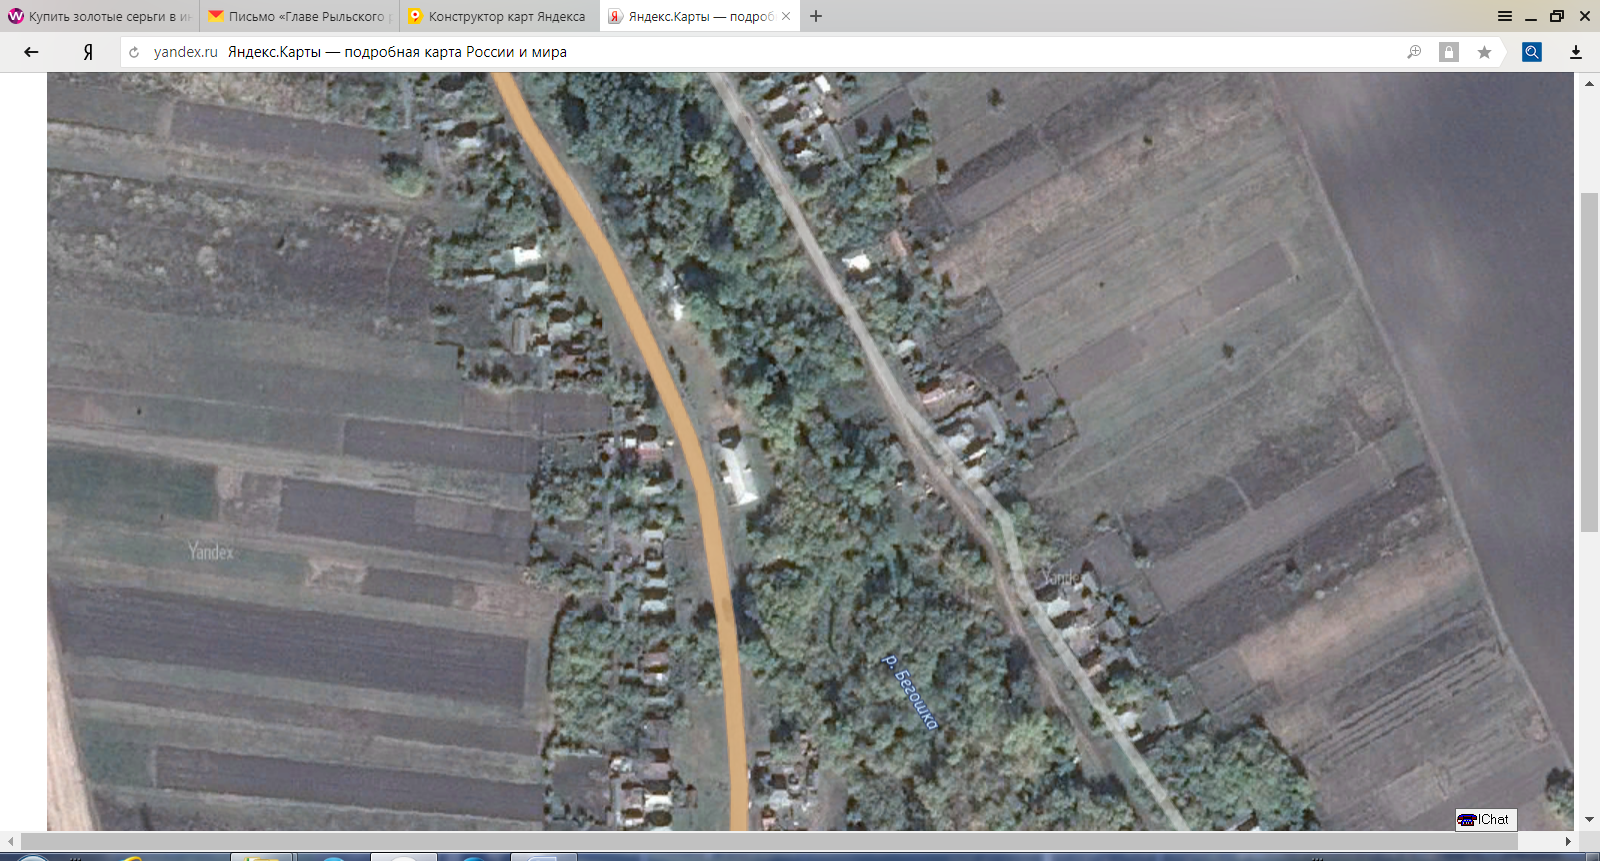 Купить золотые серьги в ин
Письмо «Главе Рыльского р
Конструктор карт Яндекса
Яндекс.Карты — подроб
yandex.ru Яндекс.Карты — подробная карта России и мира
Yandex
Yandex
р. Бегошка
IChat